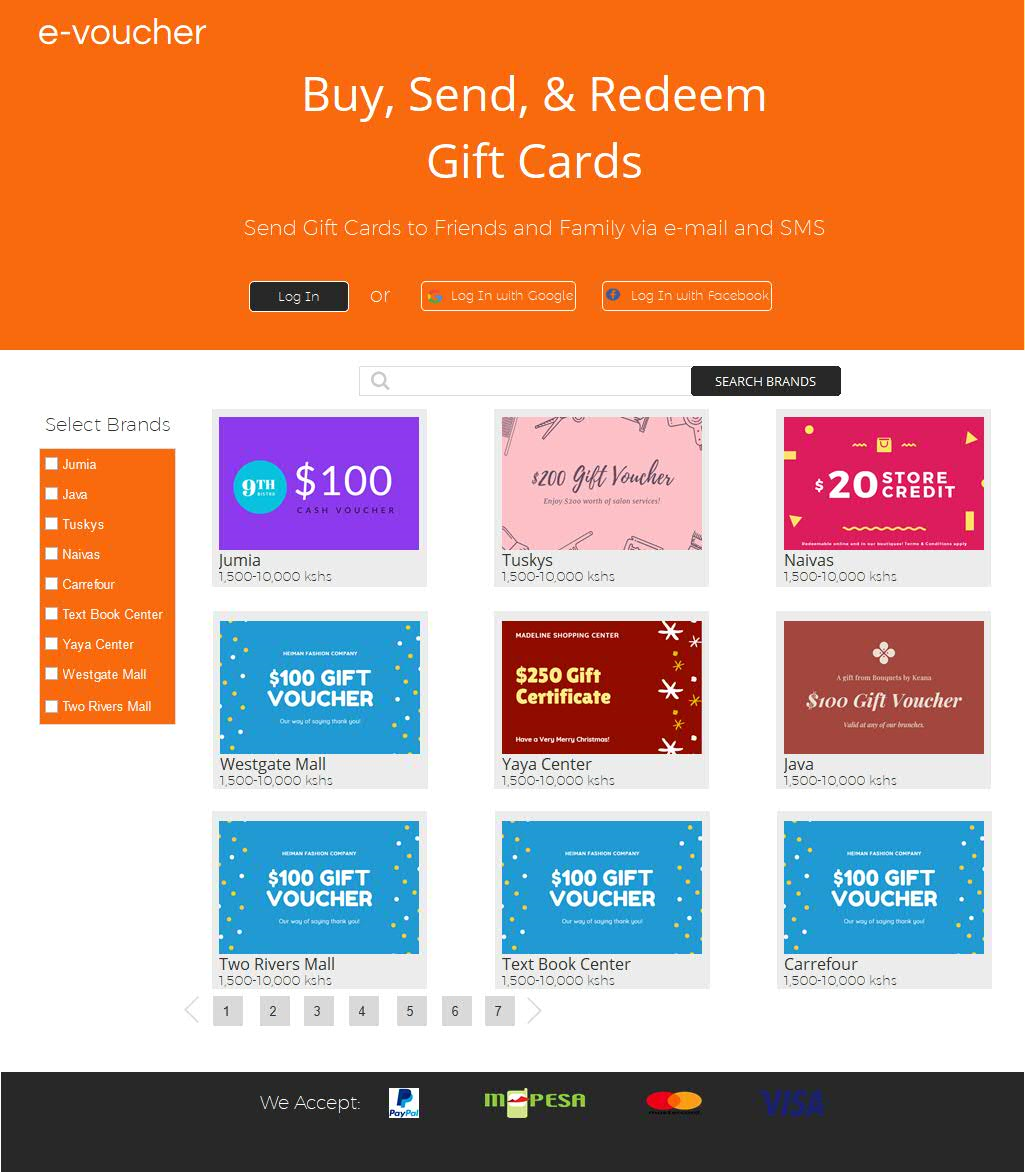 e-voucher
Buy, Send, & Redeem
Gift Cards
Send Gift Cards to Friends and Family via e-mail and SMS
Log In
or
Log In with Google
Log In with Facebook
SEARCH BRANDS
Select Brands
Jumia
Java
Tuskys
Naivas
Carrefour
Text Book Center
Yaya Center
Westgate Mall
Two Rivers Mall
9TH
BISTRO
$100
CASH VOUCHER
Jumia
1,500-10,000 kshs
$200 Gift Voucher
Enjoy $200 worth of salon services!
Tuskys
1,500-10,000 kshs
$20 STORE
CREDIT
Redeemable online and in our boutiques! Terms & Conditions apply
Naivas
1,500-10,000 kshs
HEIMAN FASHION COMPANY
$100 GIFT
VOUCHER
Our way of saying thank you!
Westgate Mall
1,500-10,000 kshs
MADELINE SHOPPING CENTER
$250 Gift
Certificate
Have a Very Merry Christmas!
Yaya Center
1,500-10,000 kshs
A gift from Bouquets by Keana
$100 Gift Voucher
Valid at any of our branches.
Java
1,500-10,000 kshs
HEIMAN FASHION COMPANY
$100 GIFT
VOUCHER
Our way of saying thank you!
Two Rivers Mall
1,500-10,000 kshs
HEIMAN FASHION COMPANY
$100 GIFT
VOUCHER
Our way of saying thank you!
Text Book Center
1,500-10,000 kshs
HEIMAN FASHION COMPANY
$100 GIFT
VOUCHER
Our way of saying thank you!
Carrefour
1,500-10,000 kshs
1 2 3 4 5 6 7
We Accept:
PayPal
M-PESA
mastercard
VISA